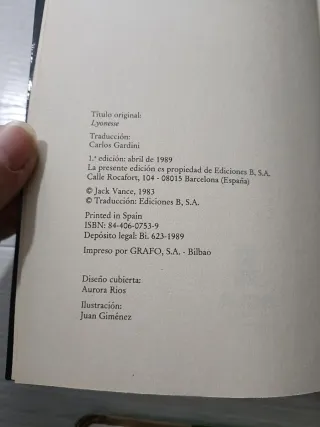 Título original:
Lyonesse
Traducción:
Carlos Gardini
1.ª edición: abril de 1989
La presente edición es propiedad de Ediciones B, S.A.
Calle Rocafort, 104 - 08015 Barcelona (España)
© Jack Vance, 1983
© Traducción: Ediciones B, S.A.
Printed in Spain
ISBN: 84-406-0753-9
Depósito legal: Bi. 623-1989
Impreso por GRAFO, S.A. - Bilbao
Diseño cubierta:
Aurora Rios
Ilustración:
Juan Giménez